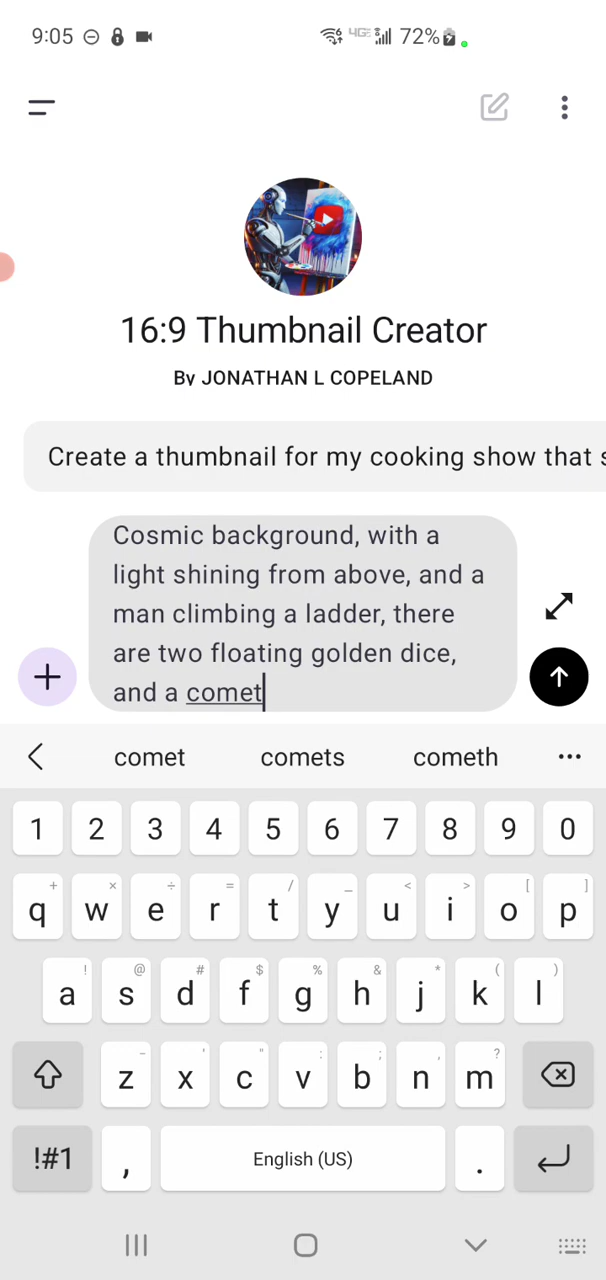 9:05 4GE 72%
16:9 Thumbnail Creator
By JONATHAN L COPELAND
Create a thumbnail for my cooking show that s
Cosmic background, with a
light shining from above, and a
man climbing a ladder, there
are two floating golden dice,
and a comet
comet comets cometh ...
1 2 3 4 5 6 7 8 9 0
+ × ÷ = / _ < > [ ]
q w e r t y u i o p
! @ # $ % & * ( )
a s d f g h j k l
- ' " : ; , ?
z x c v b n m
!#1 , English (US) .